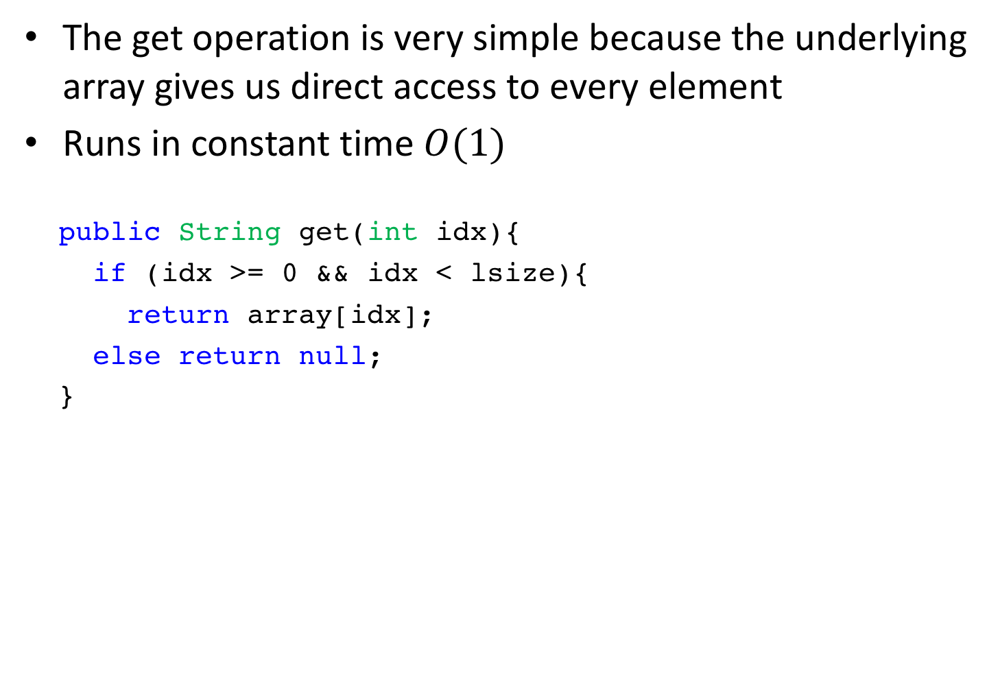 • The get operation is very simple because the underlying
array gives us direct access to every element
• Runs in constant time O(1)
public String get(int idx){
if (idx >= 0 && idx < lsize){
return array[idx];
else return null;
}